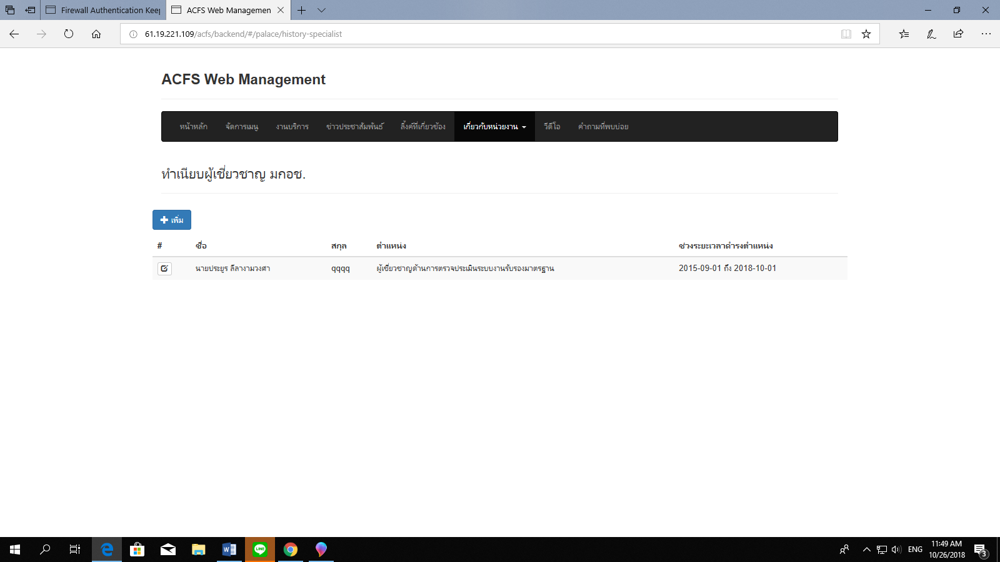 Firewall Authentication Keep
ACFS Web Managemen
61.19.221.109/acfs/backend/#/palace/history-specialist
ACFS Web Management
หน้าหลัก จัดการเมนู งานบริการ ข่าวประชาสัมพันธ์ ลิ้งค์ที่เกี่ยวข้อง เกี่ยวกับหน่วยงาน วีดีโอ คำถามที่พบบ่อย
ทำเนียบผู้เชี่ยวชาญ มกอช.
เพิ่ม
# ชื่อ สกุล ตำแหน่ง ช่วงระยะเวลาดำรงตำแหน่ง
นายประยูร ลีลางามวงศา qqqq ผู้เชี่ยวชาญด้านการตรวจประเมินระบบงานรับรองมาตรฐาน 2015-09-01 ถึง 2018-10-01
LINE
ENG
11:49 AM
10/26/2018
3